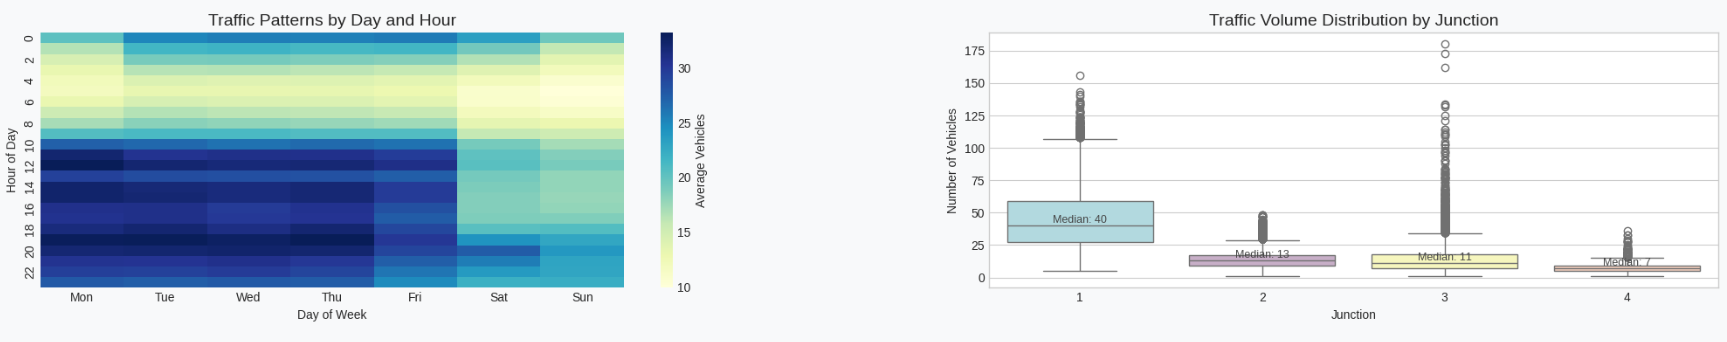 Traffic Patterns by Day and Hour
Hour of Day
0
2
4
6
8
10
12
14
16
18
20
22
Mon Tue Wed Thu Fri Sat Sun
Day of Week
30
25
20
15
10
Average Vehicles
Traffic Volume Distribution by Junction
Number of Vehicles
175
150
125
100
75
50
25
0
Median: 40
Median: 13
Median: 11
Median: 7
1 2 3 4
Junction